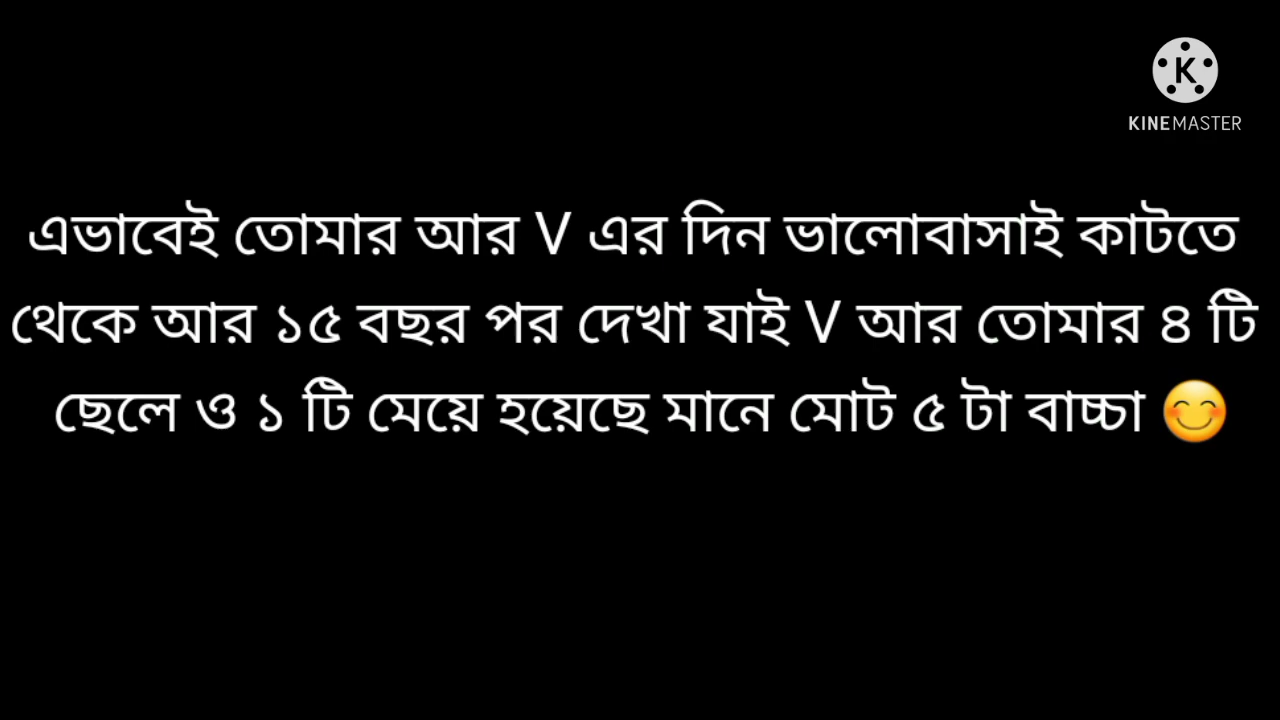 KINEMASTER
এভাবেই তোমার আর V এর দিন ভালোবাসাই কাটতে
থেকে আর ১৫ বছর পর দেখা যাই V আর তোমার ৪ টি
ছেলে ও ১ টি মেয়ে হয়েছে মানে মোট ৫ টা বাচ্চা 😊